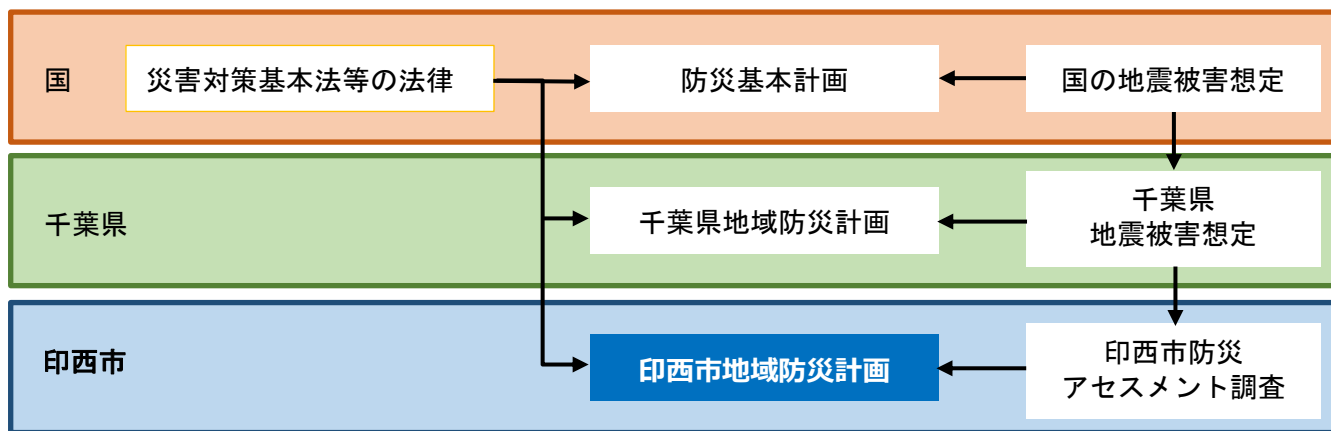 国
災害対策基本法等の法律
防災基本計画
国の地震被害想定
千葉県
千葉県地域防災計画
千葉県
地震被害想定
印西市
印西市地域防災計画
印西市防災
アセスメント調査